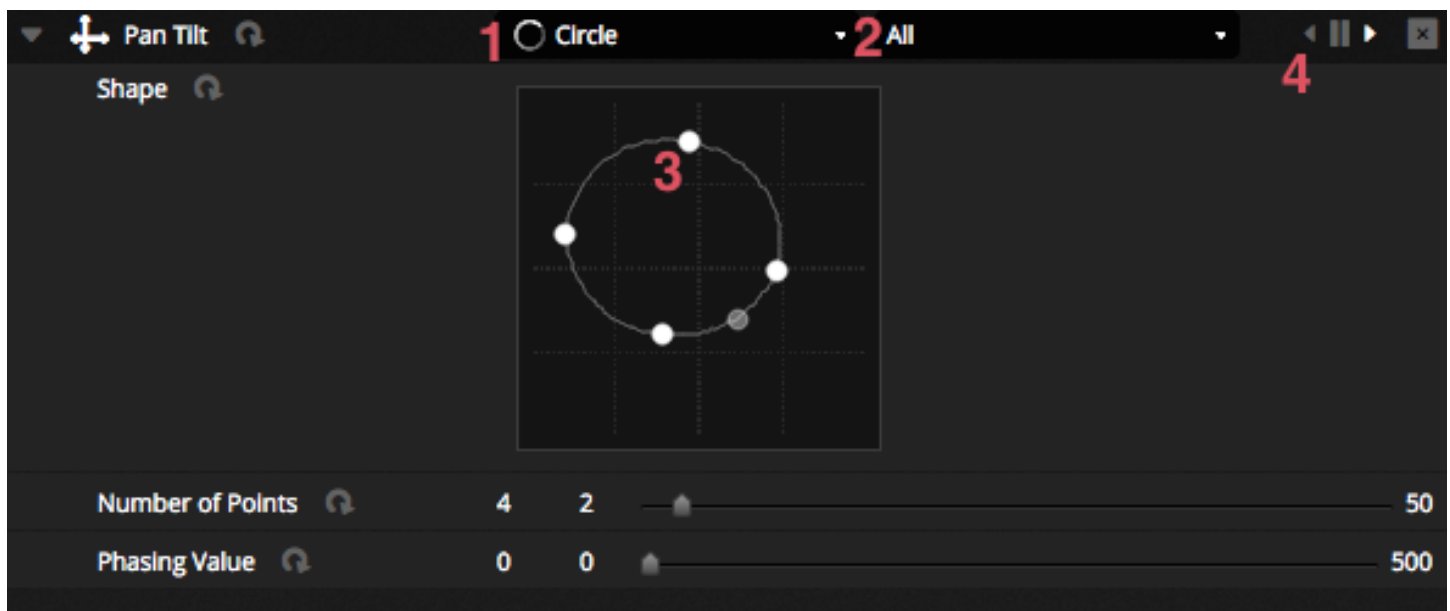 Pan Tilt 1 Circle 2 All 4
Shape
3
Number of Points 4 2 50
Phasing Value 0 0 500